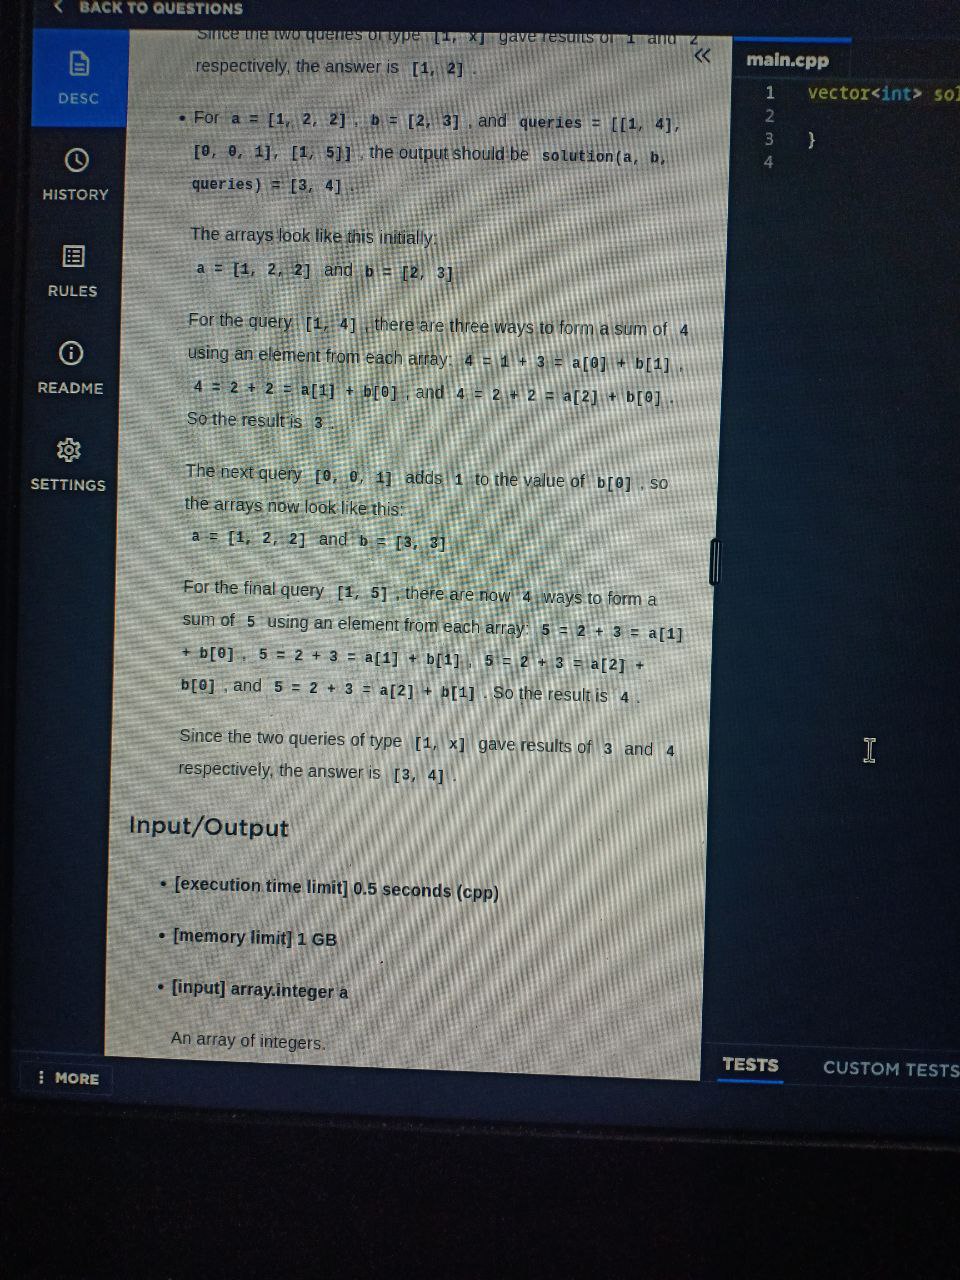 BACK TO QUESTIONS
DESC
HISTORY
RULES
README
SETTINGS
MORE
Since the two queries of type [1, x] gave results of 1 and 2
respectively, the answer is [1, 2] .
• For a = [1, 2, 2] , b = [2, 3] , and queries = [[1, 4],
[0, 0, 1], [1, 5]] , the output should be solution(a, b,
queries) = [3, 4] .
The arrays look like this initially:
a = [1, 2, 2] and b = [2, 3]
For the query [1, 4] , there are three ways to form a sum of 4
using an element from each array: 4 = 1 + 3 = a[0] + b[1] ,
4 = 2 + 2 = a[1] + b[0] , and 4 = 2 + 2 = a[2] + b[0] .
So the result is 3 .
The next query [0, 0, 1] adds 1 to the value of b[0] , so
the arrays now look like this:
a = [1, 2, 2] and b = [3, 3]
For the final query [1, 5] , there are now 4 ways to form a
sum of 5 using an element from each array: 5 = 2 + 3 = a[1]
+ b[0] , 5 = 2 + 3 = a[1] + b[1] , 5 = 2 + 3 = a[2] +
b[0] , and 5 = 2 + 3 = a[2] + b[1] . So the result is 4 .
Since the two queries of type [1, x] gave results of 3 and 4
respectively, the answer is [3, 4] .
Input/Output
• [execution time limit] 0.5 seconds (cpp)
• [memory limit] 1 GB
• [input] array.integer a
An array of integers.
main.cpp
1 vector<int> sol
2
3 }
4
TESTS
CUSTOM TESTS